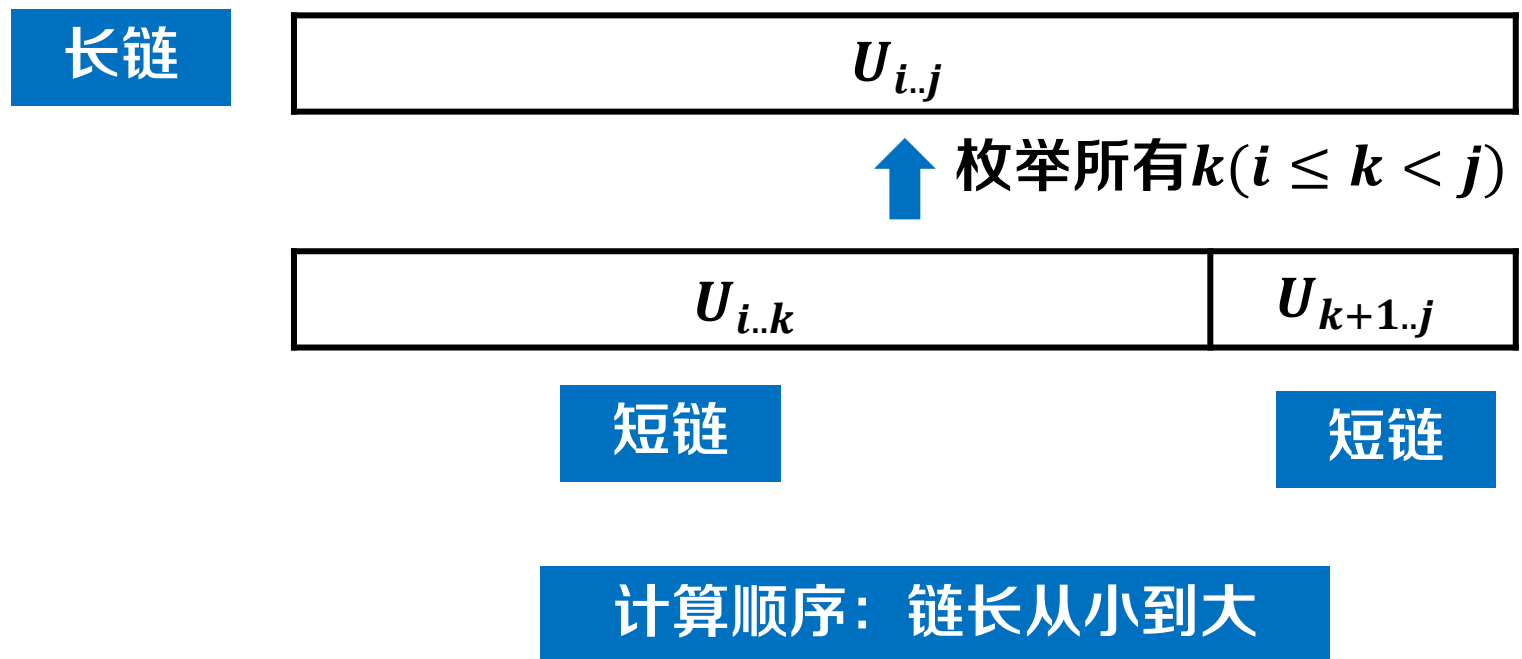 长链
U_{i..j}
枚举所有k(i ≤ k < j)
U_{i..k}
U_{k+1..j}
短链
短链
计算顺序：链长从小到大